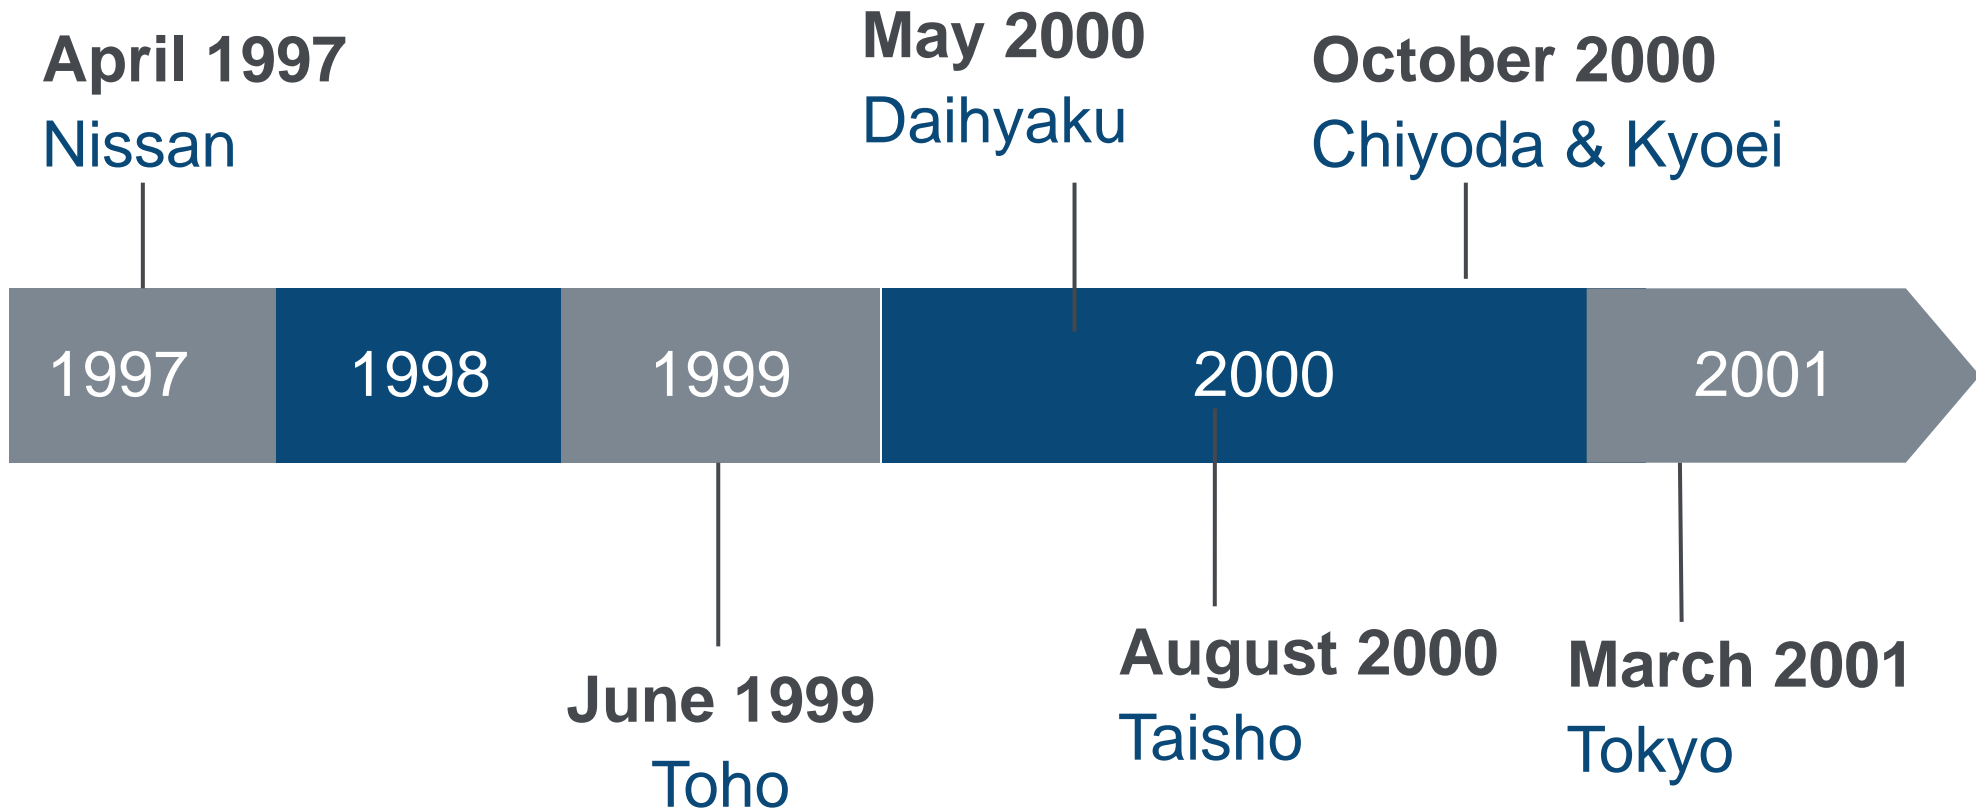 April 1997
Nissan
May 2000
Daihyaku
October 2000
Chiyoda & Kyoei
1997
1998
1999
2000
2001
June 1999
Toho
August 2000
Taisho
March 2001
Tokyo